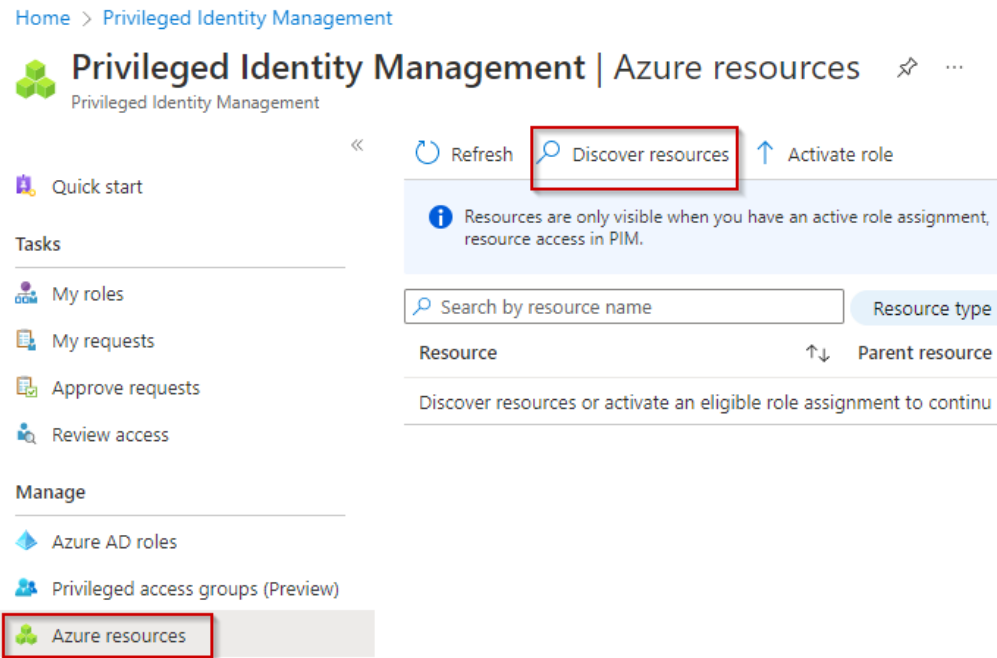 Home > Privileged Identity Management
Privileged Identity Management | Azure resources
Privileged Identity Management
Quick start
Tasks
My roles
My requests
Approve requests
Review access
Manage
Azure AD roles
Privileged access groups (Preview)
Azure resources
Refresh Discover resources Activate role
Resources are only visible when you have an active role assignment,
resource access in PIM.
Search by resource name Resource type
Resource Parent resource
Discover resources or activate an eligible role assignment to continu